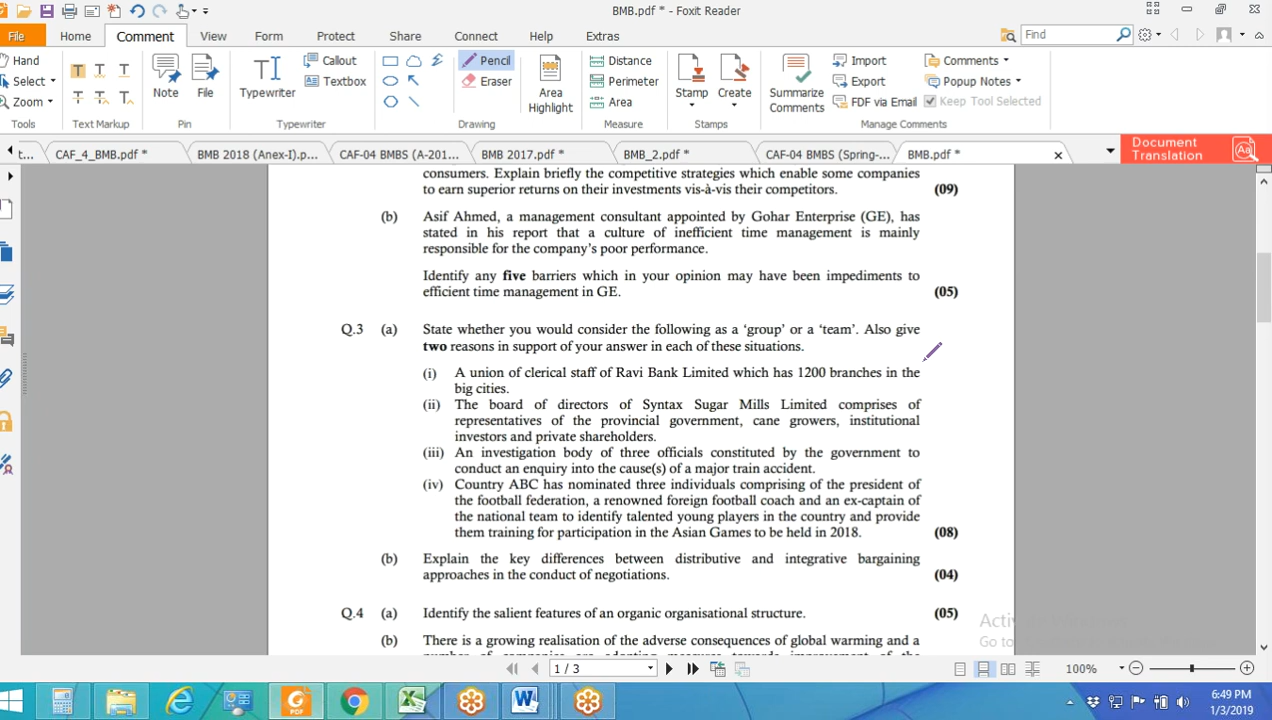 BMB.pdf * - Foxit Reader
File Home Comment View Form Protect Share Connect Help Extras Find
Hand Select Zoom Tools
Text Markup
Note File Pin
Typewriter Callout Textbox Typewriter
Pencil Eraser Area Highlight Drawing
Distance Perimeter Area Measure
Stamp Create Stamps
Summarize Comments Import Export FDF via Email Comments Popup Notes Keep Tool Selected Manage Comments
t... CAF_4_BMB.pdf * BMB 2018 (Anex-I).p... CAF-04 BMBS (A-201... BMB 2017.pdf * BMB_2.pdf * CAF-04 BMBS (Spring-... BMB.pdf *
Document Translation
consumers. Explain briefly the competitive strategies which enable some companies
to earn superior returns on their investments vis-à-vis their competitors. (09)
(b) Asif Ahmed, a management consultant appointed by Gohar Enterprise (GE), has
stated in his report that a culture of inefficient time management is mainly
responsible for the company's poor performance.
Identify any five barriers which in your opinion may have been impediments to
efficient time management in GE. (05)
Q.3 (a) State whether you would consider the following as a 'group' or a 'team'. Also give
two reasons in support of your answer in each of these situations.
(i) A union of clerical staff of Ravi Bank Limited which has 1200 branches in the
big cities.
(ii) The board of directors of Syntax Sugar Mills Limited comprises of
representatives of the provincial government, cane growers, institutional
investors and private shareholders.
(iii) An investigation body of three officials constituted by the government to
conduct an enquiry into the cause(s) of a major train accident.
(iv) Country ABC has nominated three individuals comprising of the president of
the football federation, a renowned foreign football coach and an ex-captain of
the national team to identify talented young players in the country and provide
them training for participation in the Asian Games to be held in 2018. (08)
(b) Explain the key differences between distributive and integrative bargaining
approaches in the conduct of negotiations. (04)
Q.4 (a) Identify the salient features of an organic organisational structure. (05)
(b) There is a growing realisation of the adverse consequences of global warming and a
1 / 3 100%
6:49 PM
1/3/2019